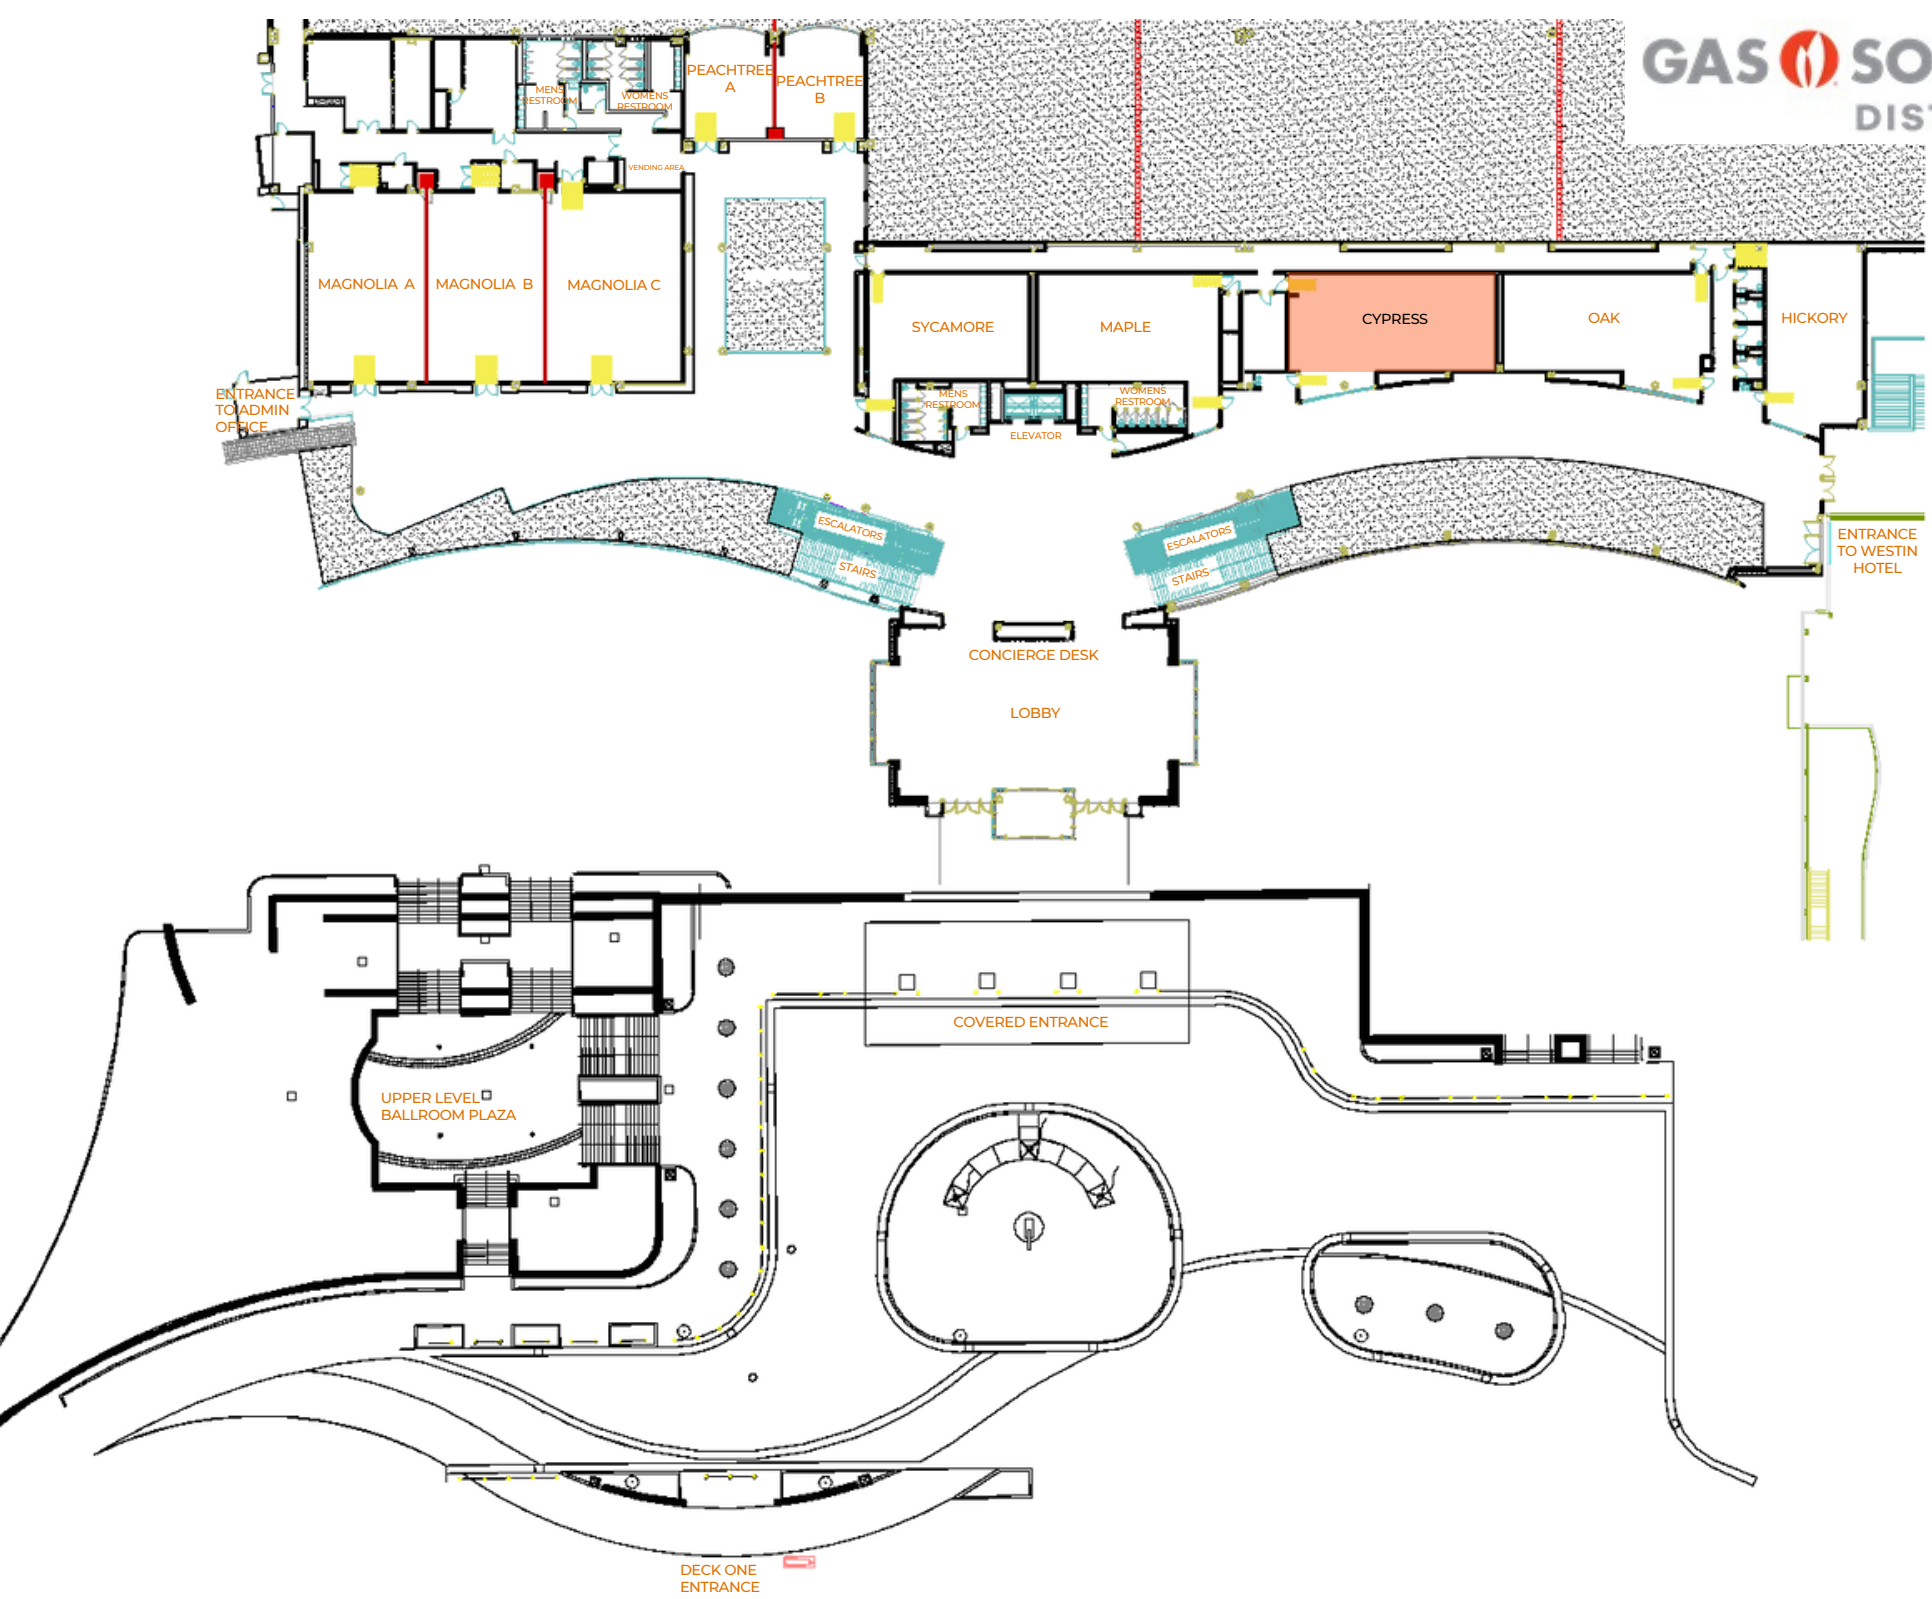 GAS SO
DIS
PEACHTREE
A
PEACHTREE
B
MENS
RESTROOM
WOMENS
RESTROOM
VENDING AREA
MAGNOLIA A
MAGNOLIA B
MAGNOLIA C
SYCAMORE
MAPLE
CYPRESS
OAK
HICKORY
ENTRANCE
TO ADMIN
OFFICE
MENS
RESTROOM
WOMENS
RESTROOM
ELEVATOR
ESCALATORS
STAIRS
ESCALATORS
STAIRS
ENTRANCE
TO WESTIN
HOTEL
CONCIERGE DESK
LOBBY
COVERED ENTRANCE
UPPER LEVEL
BALLROOM PLAZA
DECK ONE
ENTRANCE